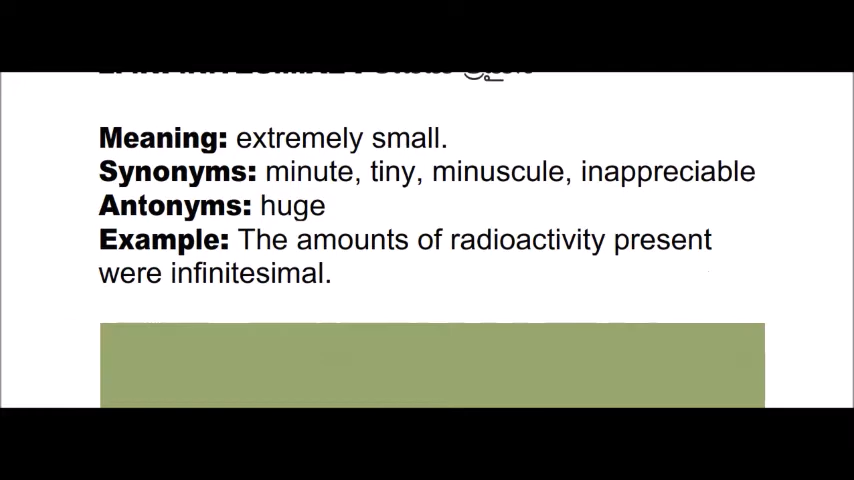 Meaning: extremely small.
Synonyms: minute, tiny, minuscule, inappreciable
Antonyms: huge
Example: The amounts of radioactivity present
were infinitesimal.